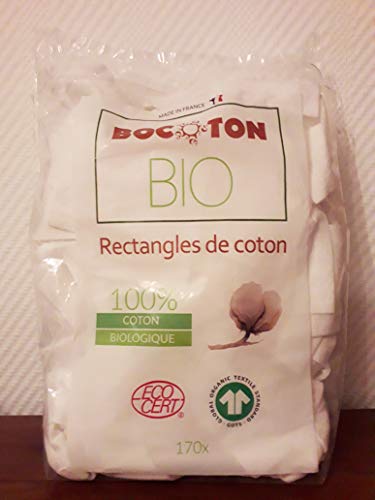 MADE IN FRANCE
BOCOTON
BIO
Rectangles de coton
100%
COTON
BIOLOGIQUE
ECO
CERT
GLOBAL ORGANIC TEXTILE STANDARD
· GOTS ·
170x